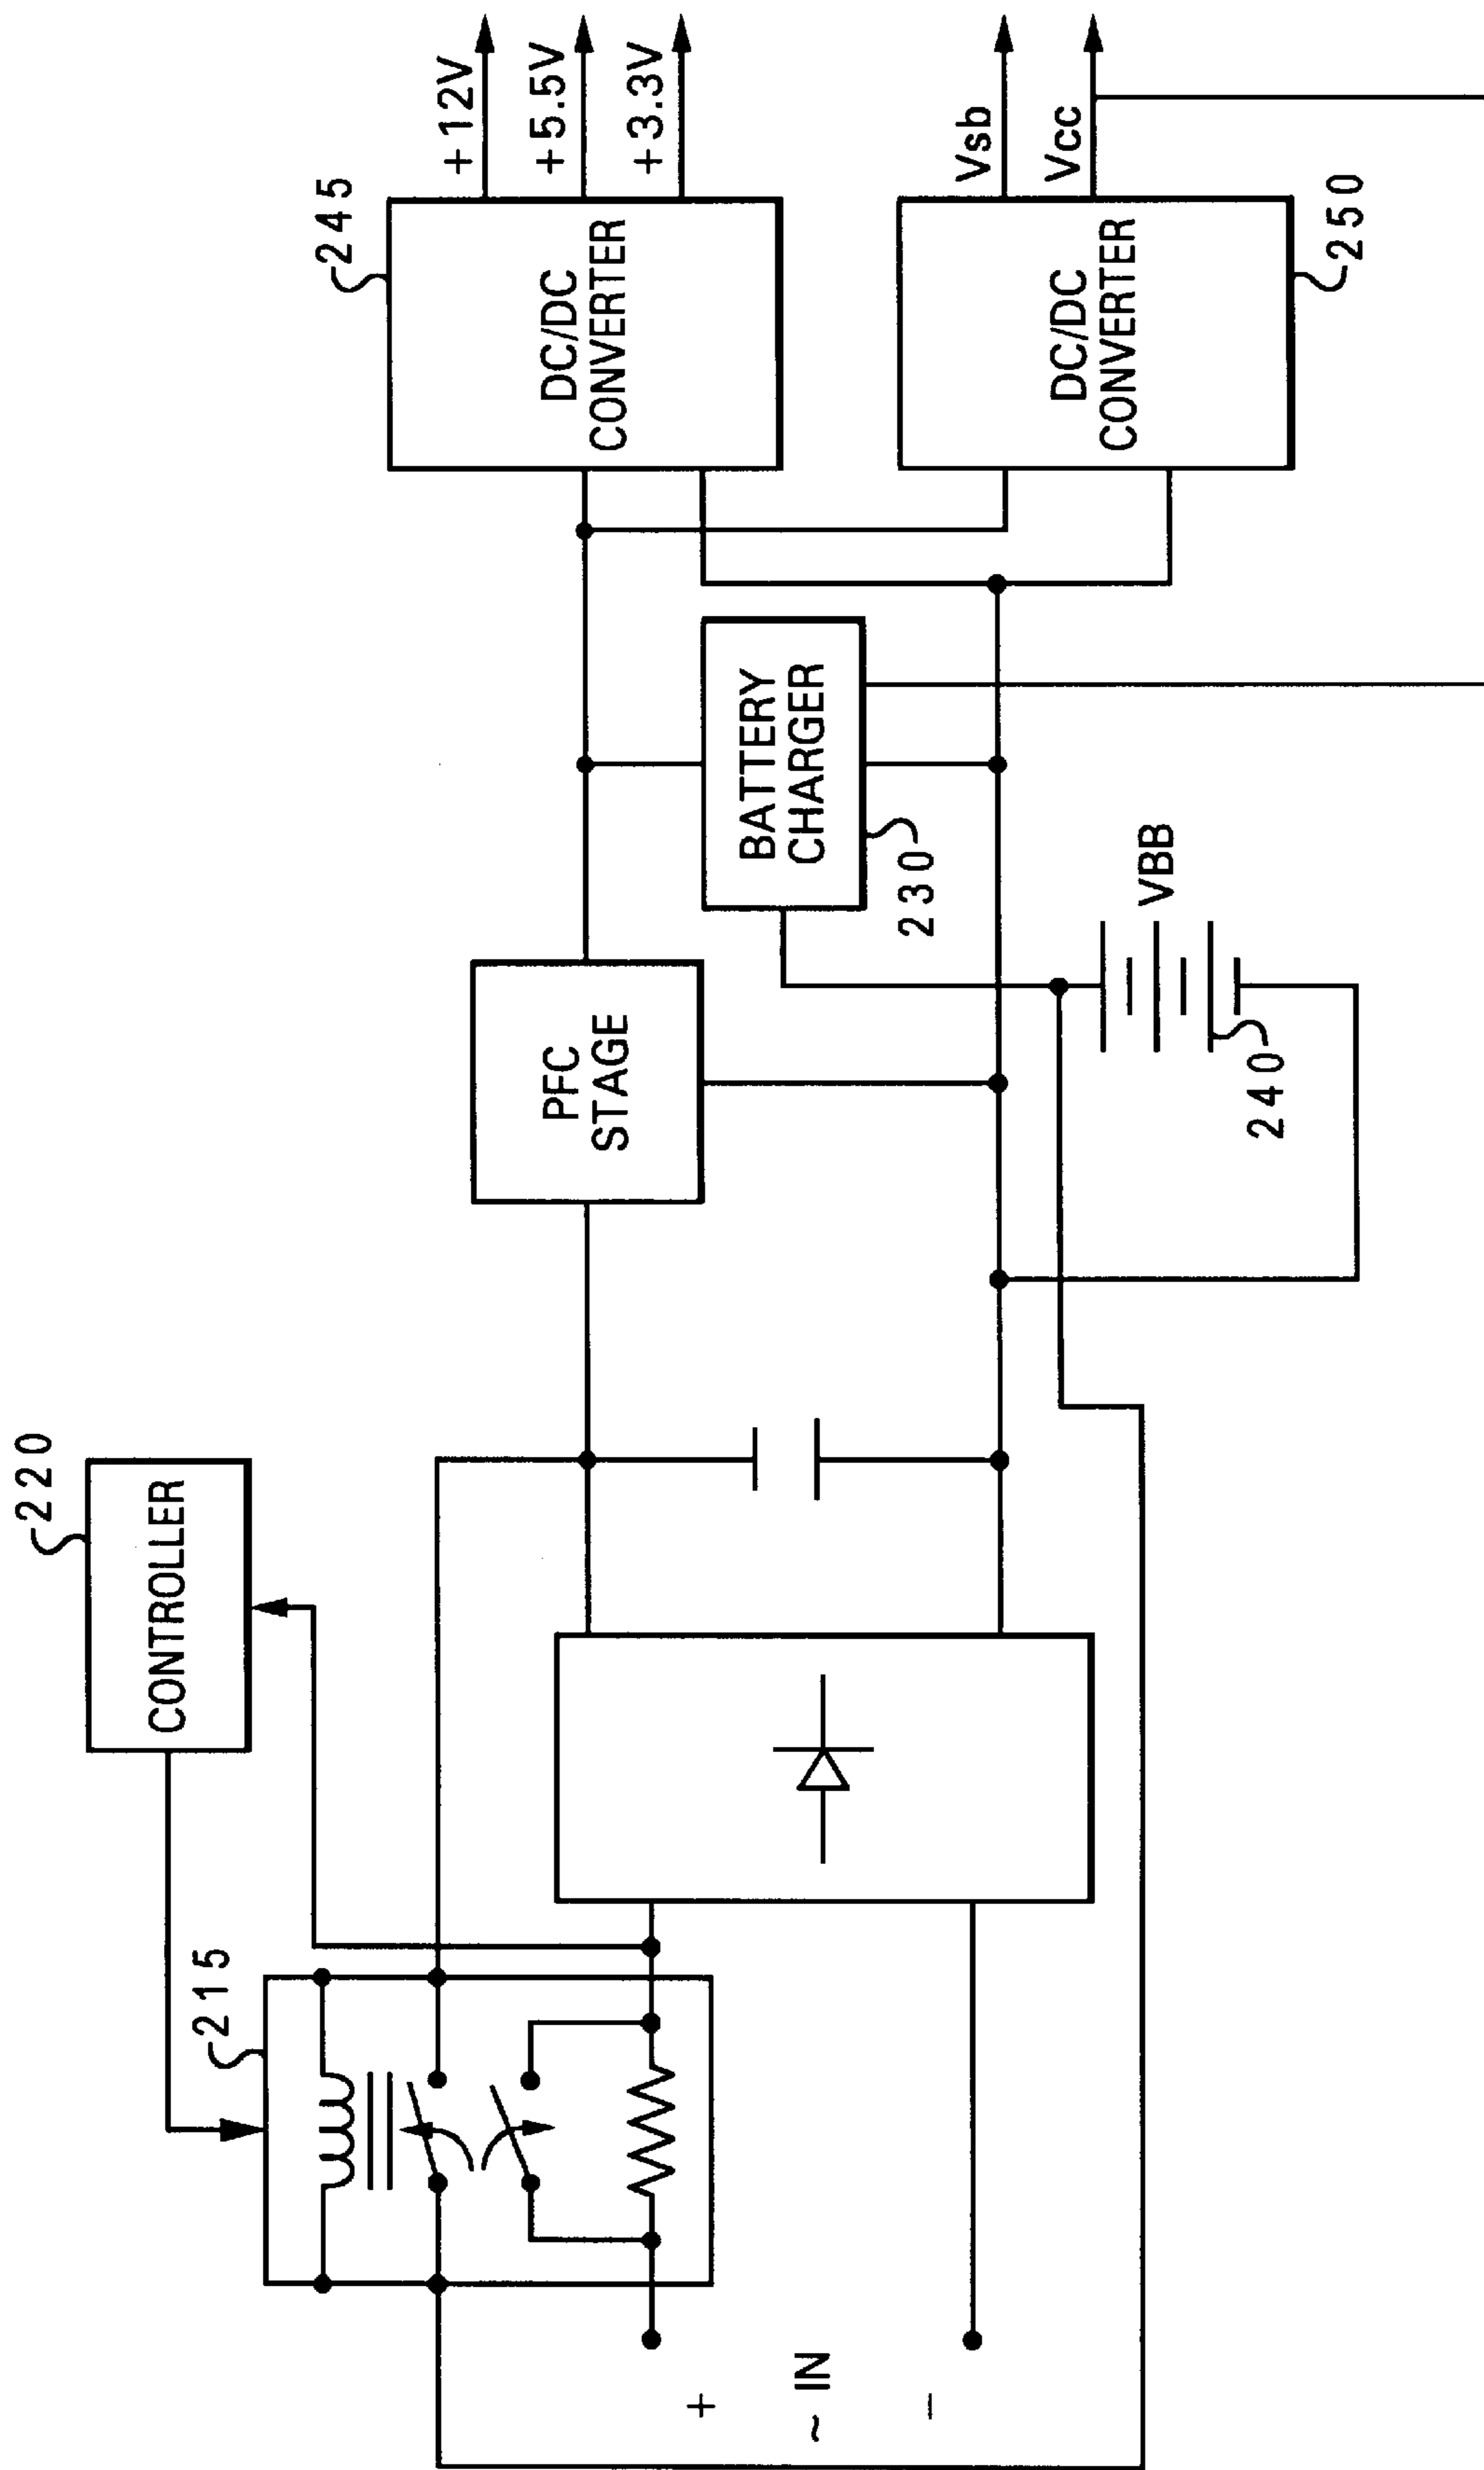 220
CONTROLLER
215
+
~ IN
−
PFC
STAGE
BATTERY
CHARGER
230
VBB
240
245
DC/DC
CONVERTER
+12V
+5.5V
+3.3V
DC/DC
CONVERTER
250
Vsb
Vcc